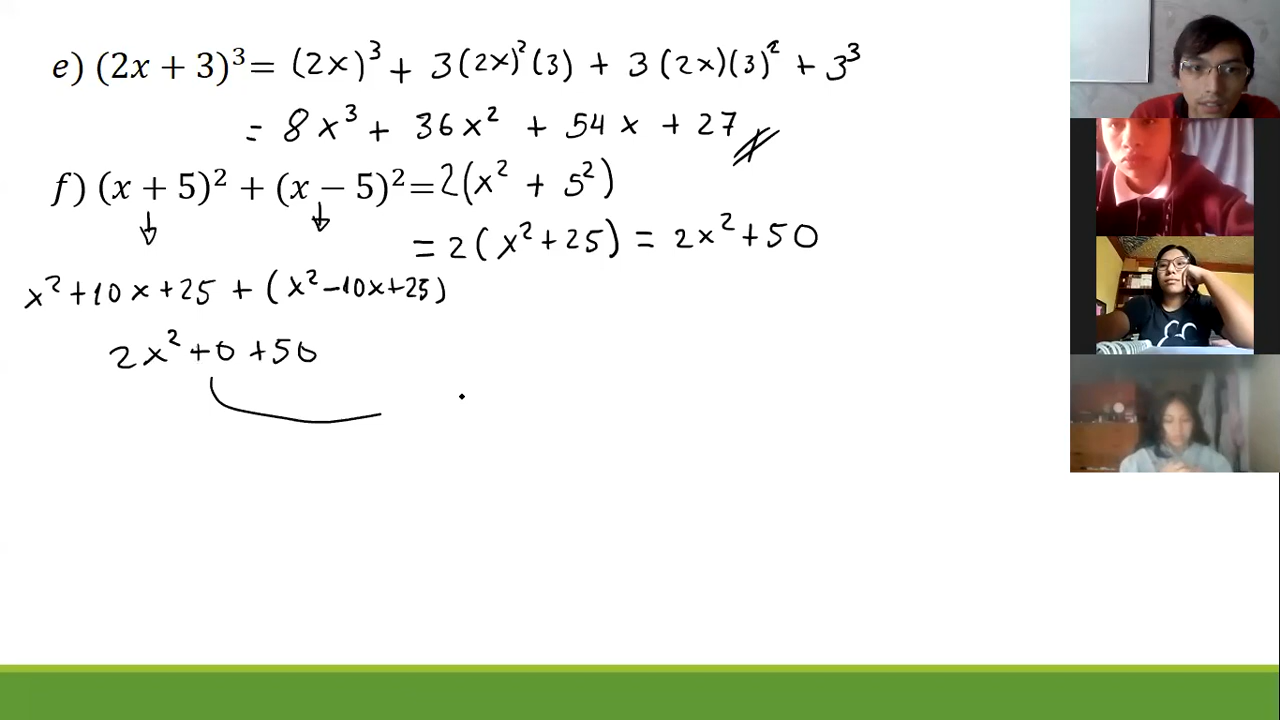 e) (2x + 3)³ = (2x)³ + 3(2x)²(3) + 3(2x)(3)² + 3³
= 8x³ + 36x² + 54x + 27
f) (x + 5)² + (x − 5)² = 2(x² + 5²)
= 2(x² + 25) = 2x² + 50
x² + 10x + 25 + (x² − 10x + 25)
2x² + 0 + 50